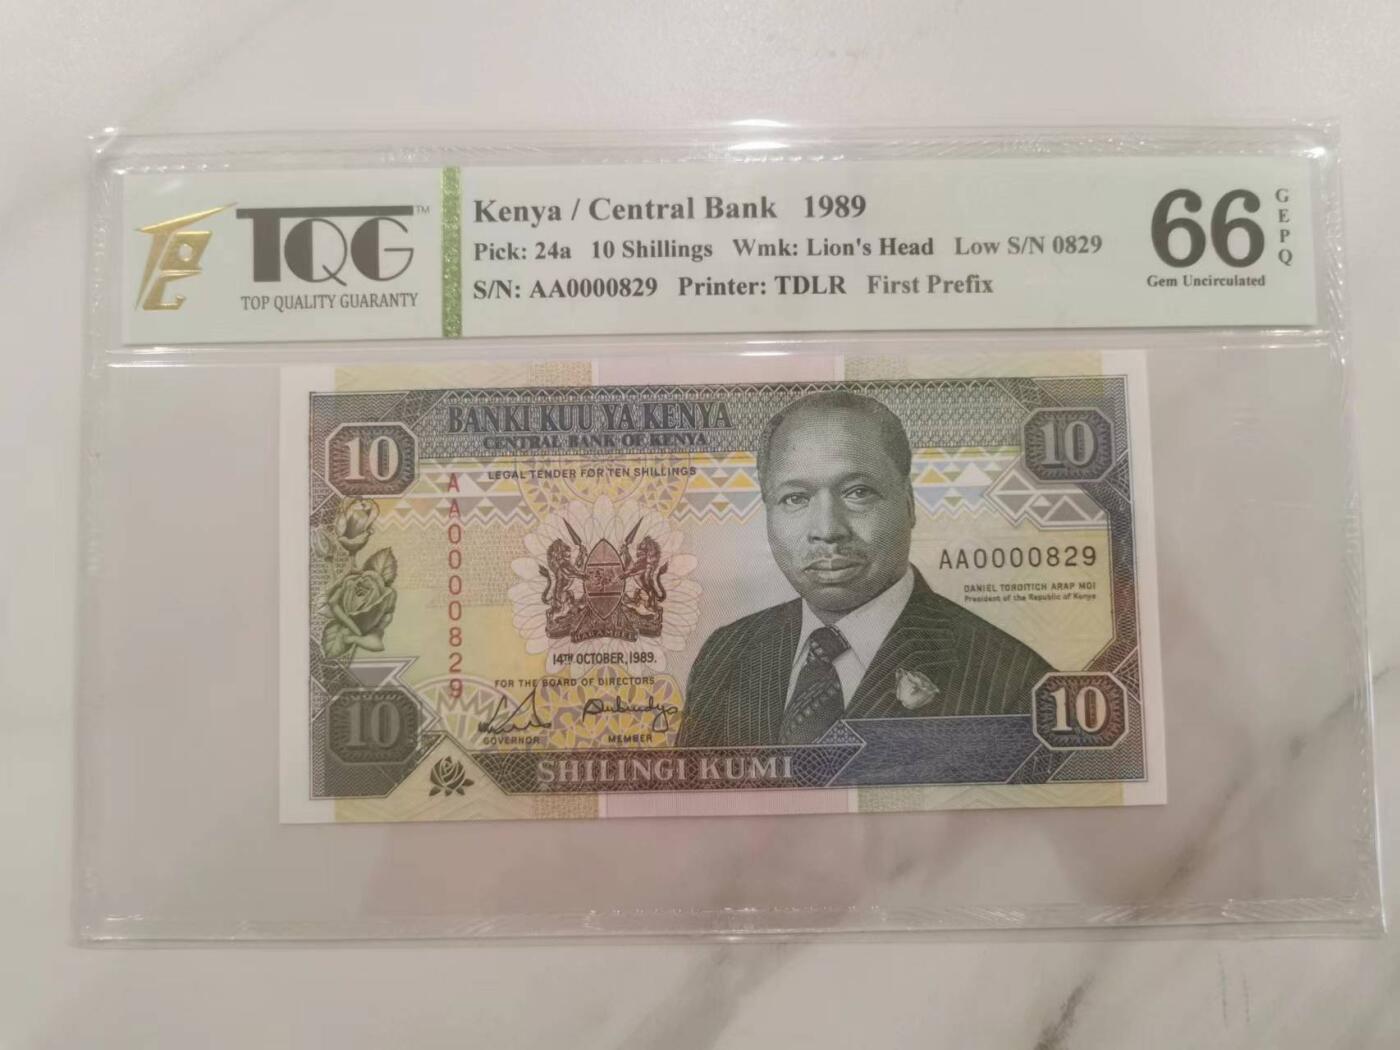 TQG™
TOP QUALITY GUARANTY
Kenya / Central Bank 1989
Pick: 24a 10 Shillings Wmk: Lion's Head Low S/N 0829
S/N: AA0000829 Printer: TDLR First Prefix
66
GEPQ
Gem Uncirculated
BANKI KUU YA KENYA
CENTRAL BANK OF KENYA
LEGAL TENDER FOR TEN SHILLINGS
10
10
AA0000829
AA0000829
DANIEL TOROITICH ARAP MOI
President of the Republic of Kenya
HARAMBEE
14TH OCTOBER, 1989.
FOR THE BOARD OF DIRECTORS
GOVERNOR MEMBER
10
10
SHILINGI KUMI